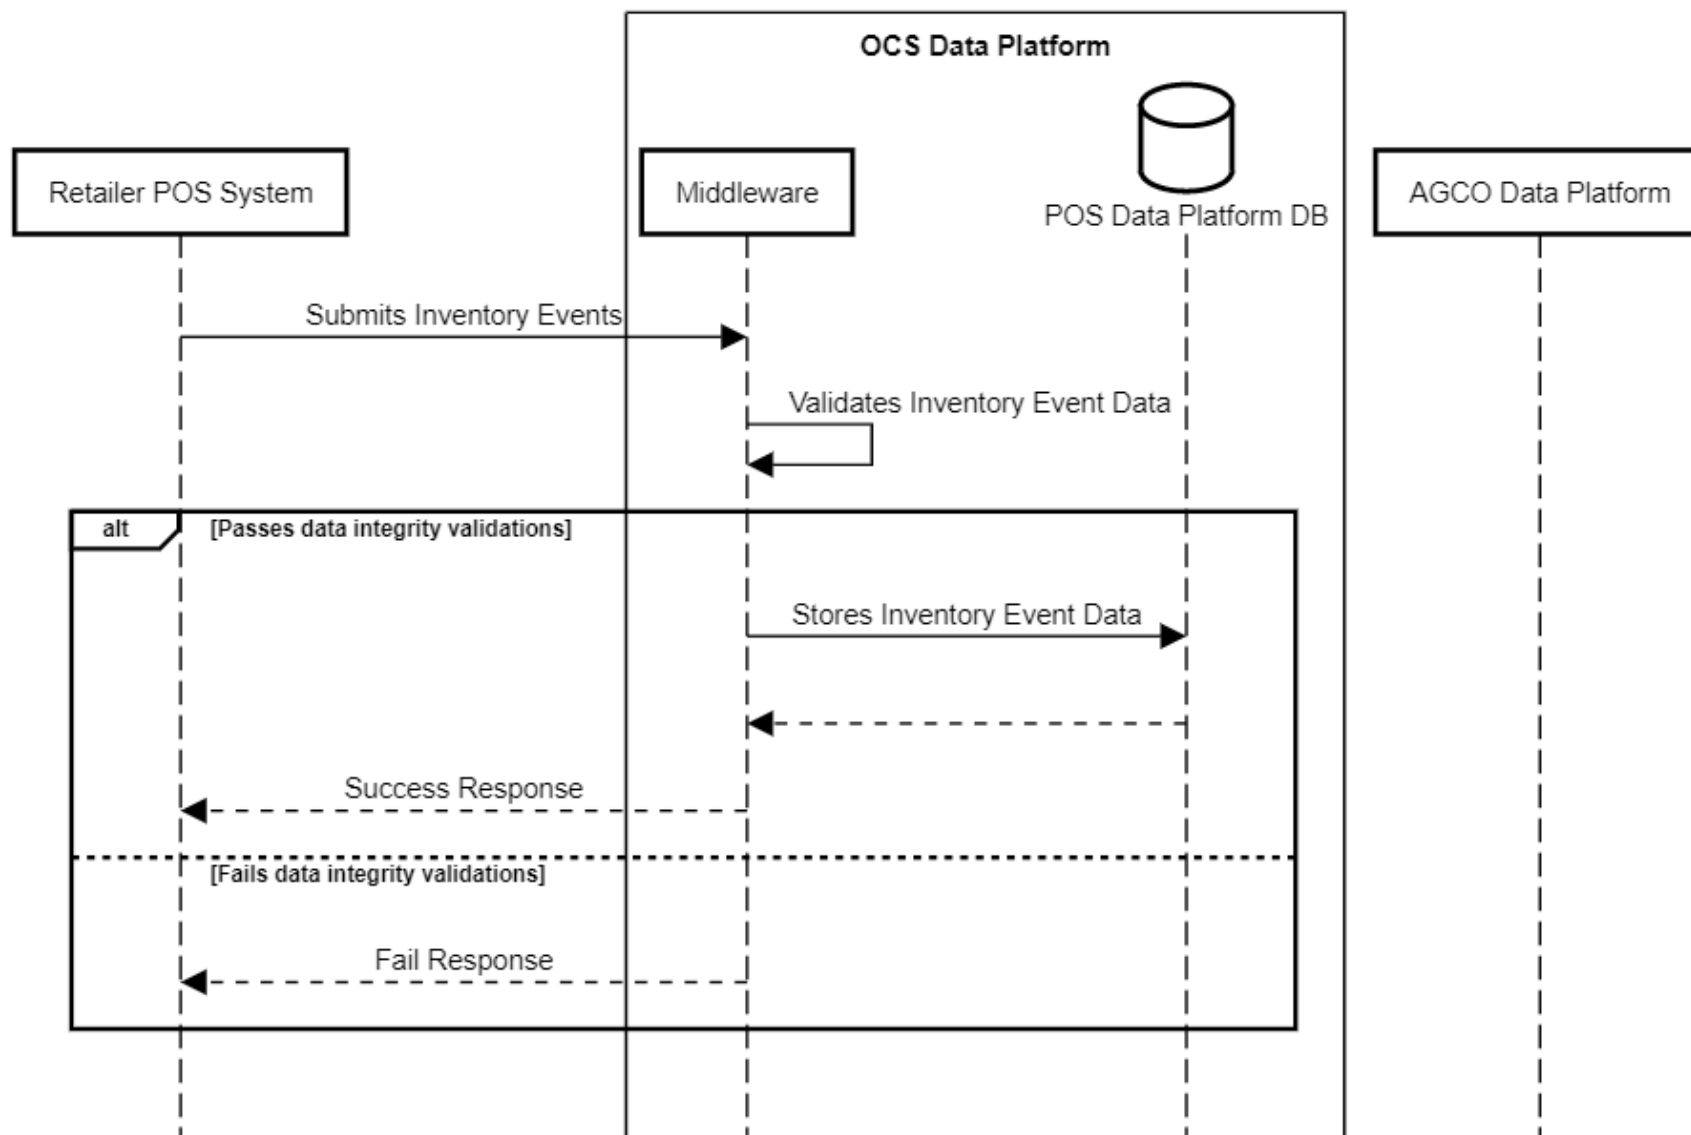 OCS Data Platform
Retailer POS System
Middleware
POS Data Platform DB
AGCO Data Platform
Submits Inventory Events
Validates Inventory Event Data
alt
[Passes data integrity validations]
Stores Inventory Event Data
Success Response
[Fails data integrity validations]
Fail Response